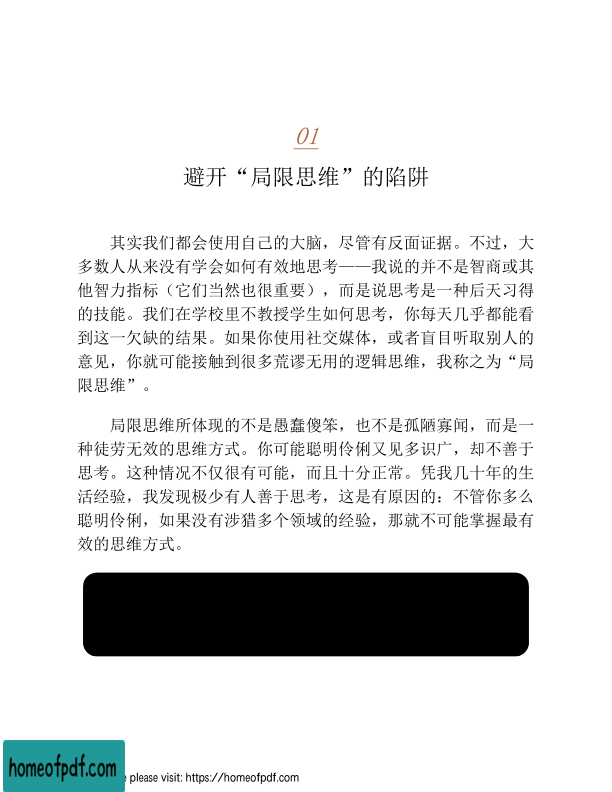 01
避开“局限思维”的陷阱
其实我们都会使用自己的大脑，尽管有反面证据。不过，大
多数人从来没有学会如何有效地思考——我说的并不是智商或其
他智力指标（它们当然也很重要），而是说思考是一种后天习得
的技能。我们在学校里不教授学生如何思考，你每天几乎都能看
到这一欠缺的结果。如果你使用社交媒体，或者盲目听取别人的
意见，你就可能接触到很多荒谬无用的逻辑思维，我称之为“局
限思维”。
局限思维所体现的不是愚蠢傻笨，也不是孤陋寡闻，而是一
种徒劳无效的思维方式。你可能聪明伶俐又见多识广，却不善于
思考。这种情况不仅很有可能，而且十分正常。凭我几十年的生
活经验，我发现极少有人善于思考，这是有原因的：不管你多么
聪明伶俐，如果没有涉猎多个领域的经验，那就不可能掌握最有
效的思维方式。
homeofpdf.com
please visit: https://homeofpdf.com